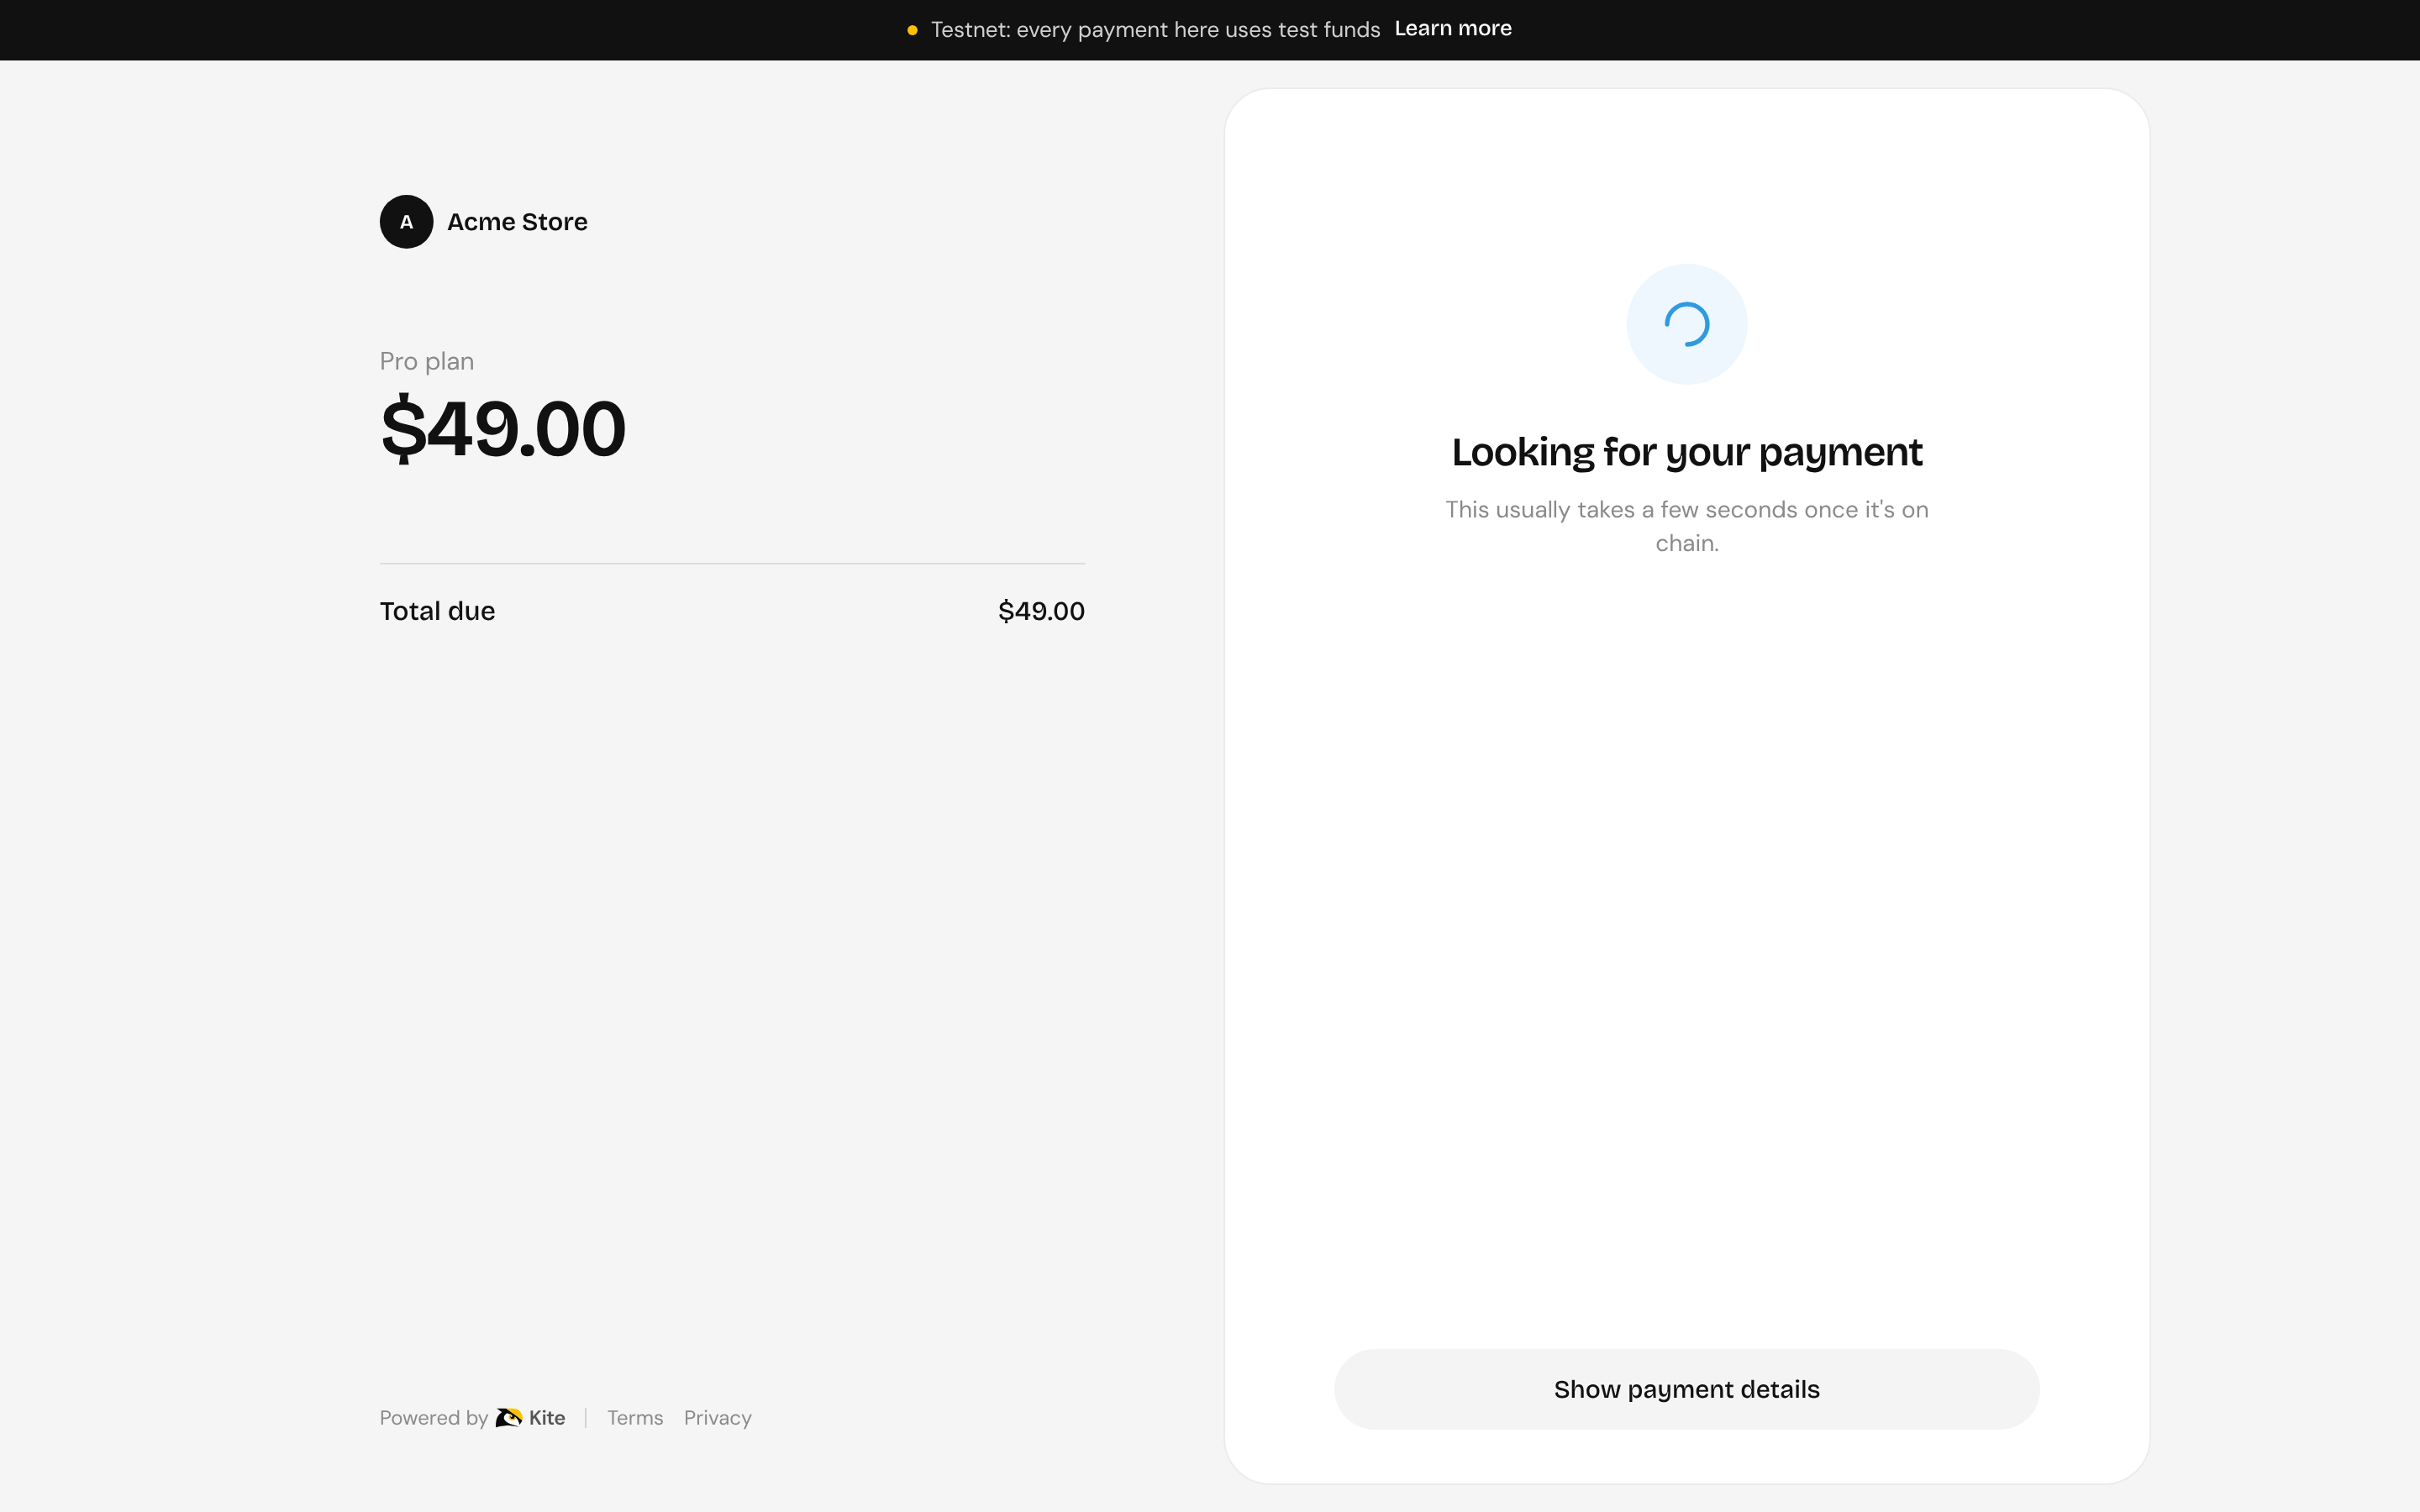 Testnet: every payment here uses test funds Learn more
A Acme Store
Pro plan
$49.00
Total due $49.00
Powered by Kite Terms Privacy
Looking for your payment
This usually takes a few seconds once it's on
chain.
Show payment details